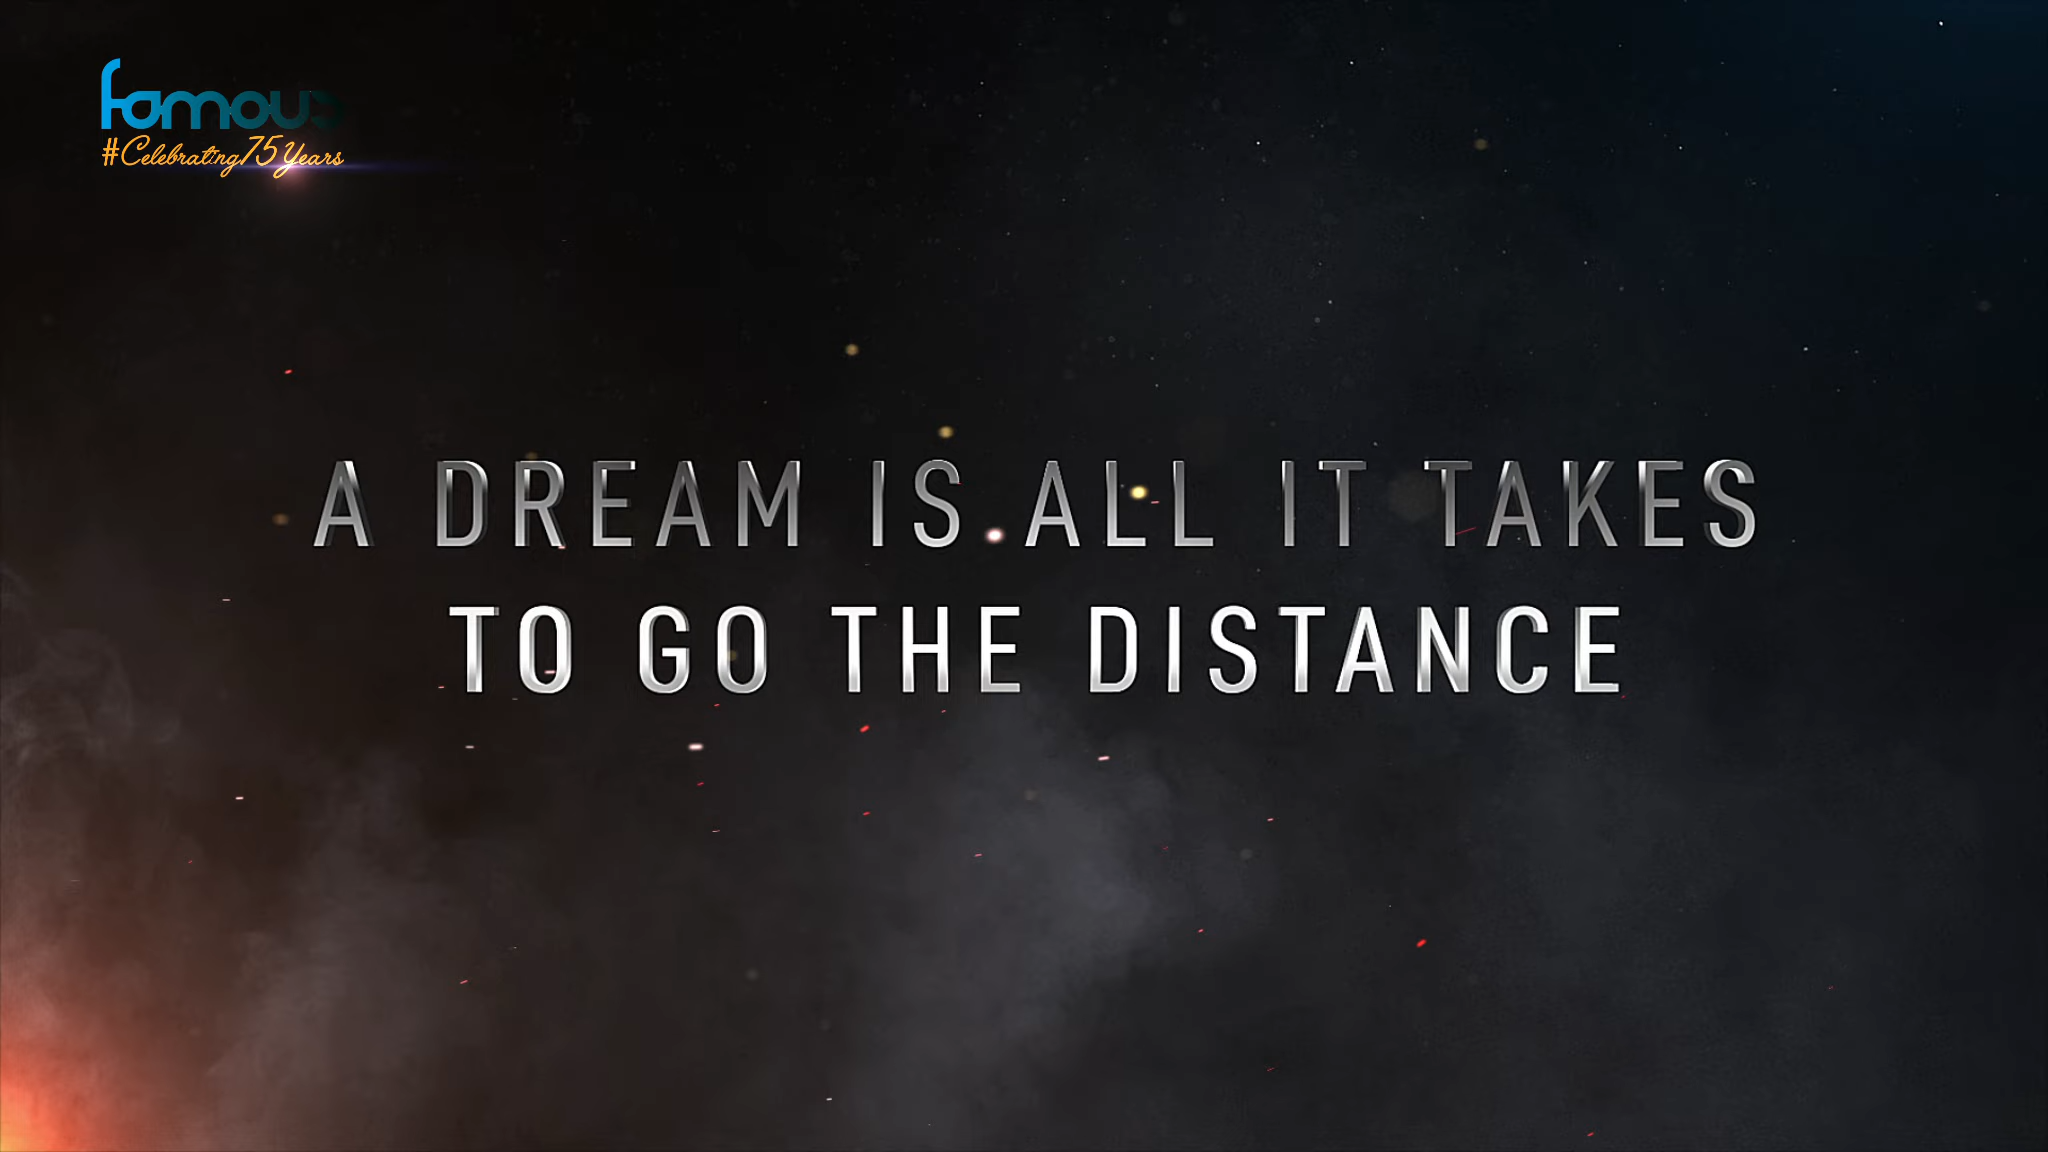 famous
#Celebrating75Years
A DREAM IS ALL IT TAKES
TO GO THE DISTANCE